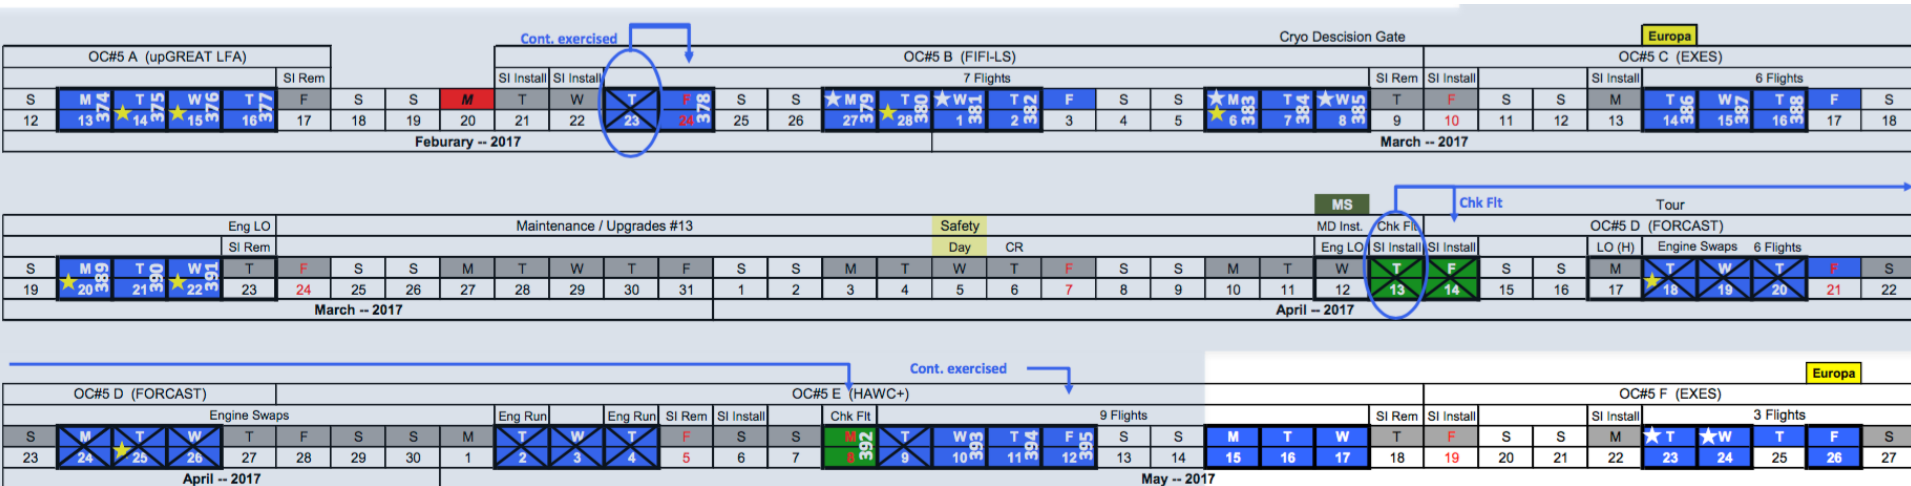 Cont. exercised Cryo Descision Gate Europa
OC#5 A (upGREAT LFA) OC#5 B (FIFI-LS) OC#5 C (EXES)
SI Rem SI Install SI Install 7 Flights SI Rem SI Install SI Install 6 Flights
S M 374 T 375 W 376 T 377 F S S M T W T F 378 S S M 379 T 380 W 381 T 382 F S S M 383 T 384 W 385 T F S S M T 386 W 387 T 388 F S
12 13 14 15 16 17 18 19 20 21 22 23 24 25 26 27 28 1 2 3 4 5 6 7 8 9 10 11 12 13 14 15 16 17 18
Feburary -- 2017 March -- 2017
MS Chk Flt Tour
Eng LO Maintenance / Upgrades #13 Safety MD Inst. Chk Flt OC#5 D (FORCAST)
SI Rem Day CR Eng LO SI Install SI Install LO (H) Engine Swaps 6 Flights
S M 389 T 390 W 391 T F S S M T W T F S S M T W T F S S M T W T F S S M T W T F S
19 20 21 22 23 24 25 26 27 28 29 30 31 1 2 3 4 5 6 7 8 9 10 11 12 13 14 15 16 17 18 19 20 21 22
March -- 2017 April -- 2017
Cont. exercised Europa
OC#5 D (FORCAST) OC#5 E (HAWC+) OC#5 F (EXES)
Engine Swaps Eng Run Eng Run SI Rem SI Install Chk Flt 9 Flights SI Rem SI Install SI Install 3 Flights
S M T W T F S S M T W T F S S M 392 T W 393 T 394 F 395 S S M T W T F S S M T W T F S
23 24 25 26 27 28 29 30 1 2 3 4 5 6 7 8 9 10 11 12 13 14 15 16 17 18 19 20 21 22 23 24 25 26 27
April -- 2017 May -- 2017